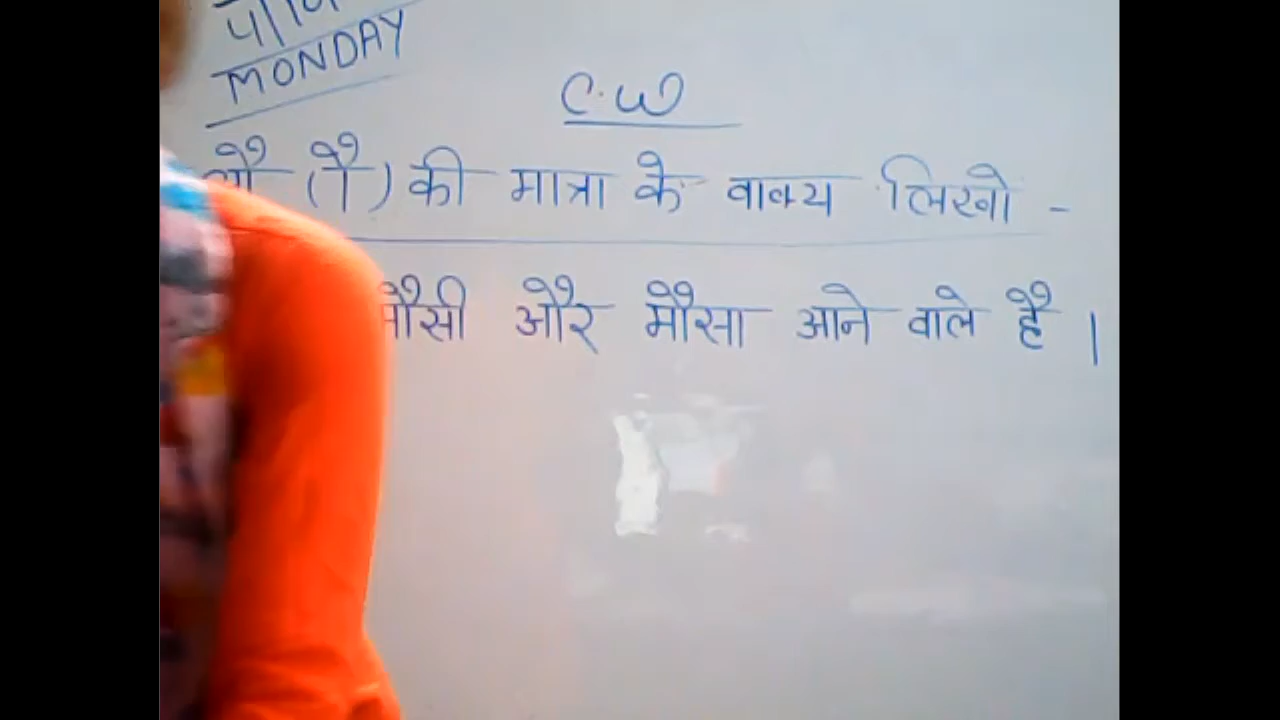 MONDAY
C.W
औ (ौ) की मात्रा के वाक्य लिखो -
मौसी और मौसा आने वाले है ।